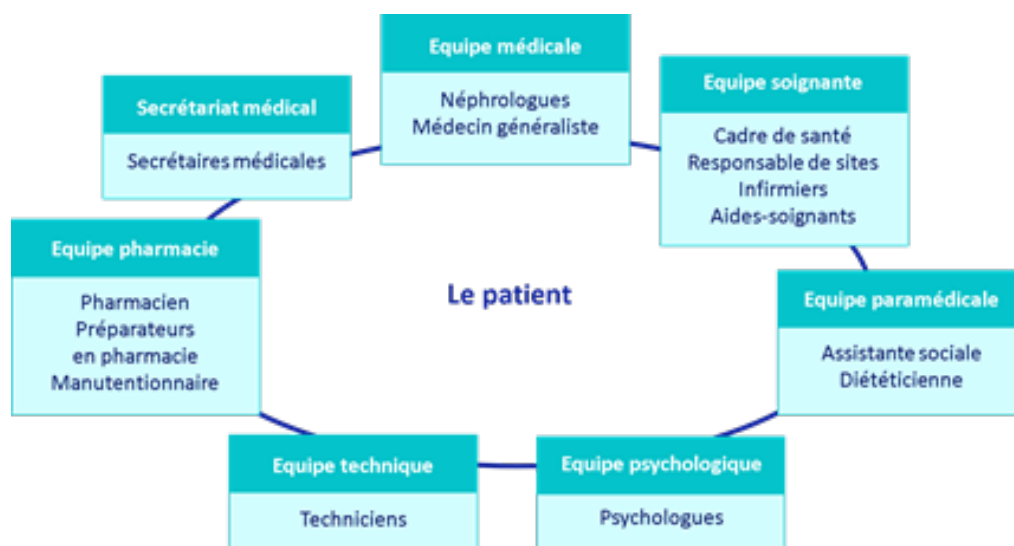 Equipe médicale
Néphrologues
Médecin généraliste
Equipe soignante
Cadre de santé
Responsable de sites
Infirmiers
Aides-soignants
Secrétariat médical
Secrétaires médicales
Equipe pharmacie
Pharmacien
Préparateurs
en pharmacie
Manutentionnaire
Le patient
Equipe paramédicale
Assistante sociale
Diététicienne
Equipe technique
Techniciens
Equipe psychologique
Psychologues